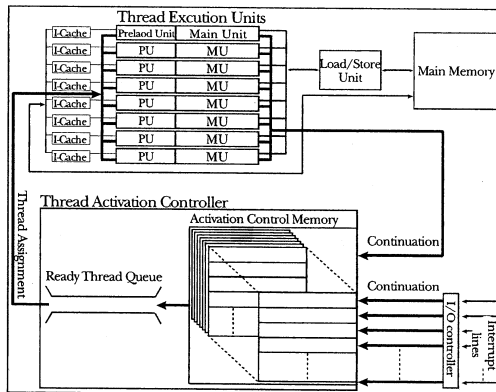 Thread Excution Units
I-Cache
Prelaod Unit
Main Unit
I-Cache
PU
MU
I-Cache
PU
MU
I-Cache
PU
MU
I-Cache
PU
MU
I-Cache
PU
MU
I-Cache
PU
MU
I-Cache
PU
MU
Load/Store
Unit
Main Memory
Thread Assignment
Thread Activation Controller
Activation Control Memory
Ready Thread Queue
Continuation
Continuation
I/O controller
Interrupt
lines